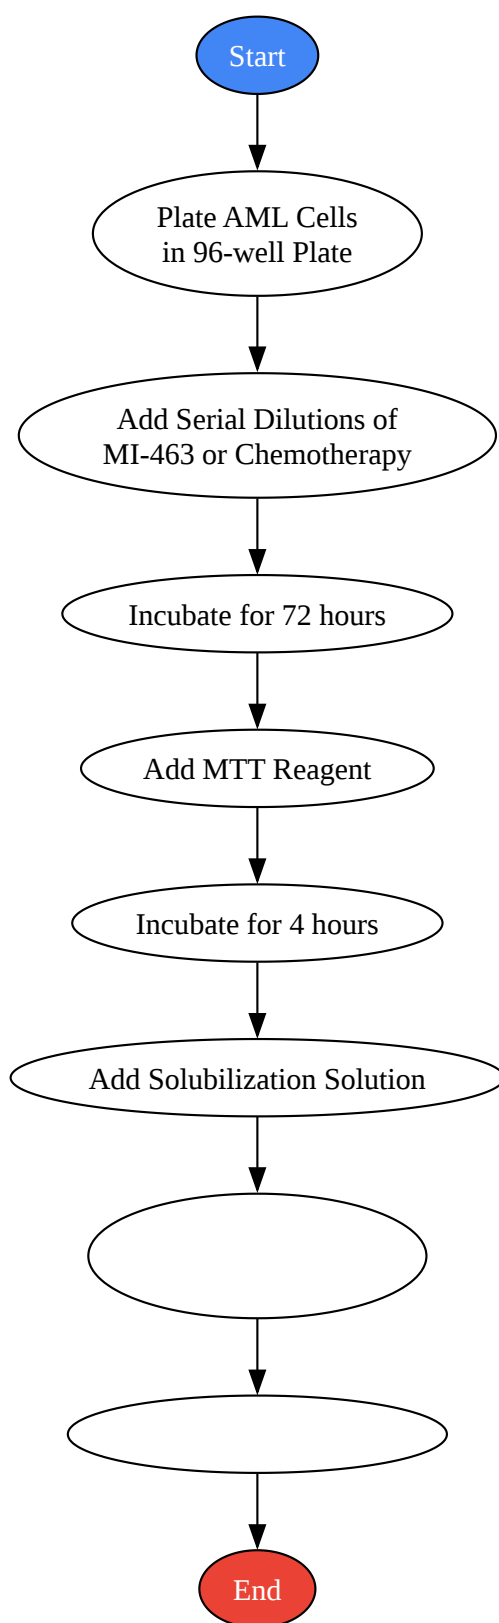 Start
Plate AML Cells
in 96-well Plate
Add Serial Dilutions of
MI-463 or Chemotherapy
Incubate for 72 hours
Add MTT Reagent
Incubate for 4 hours
Add Solubilization Solution
End